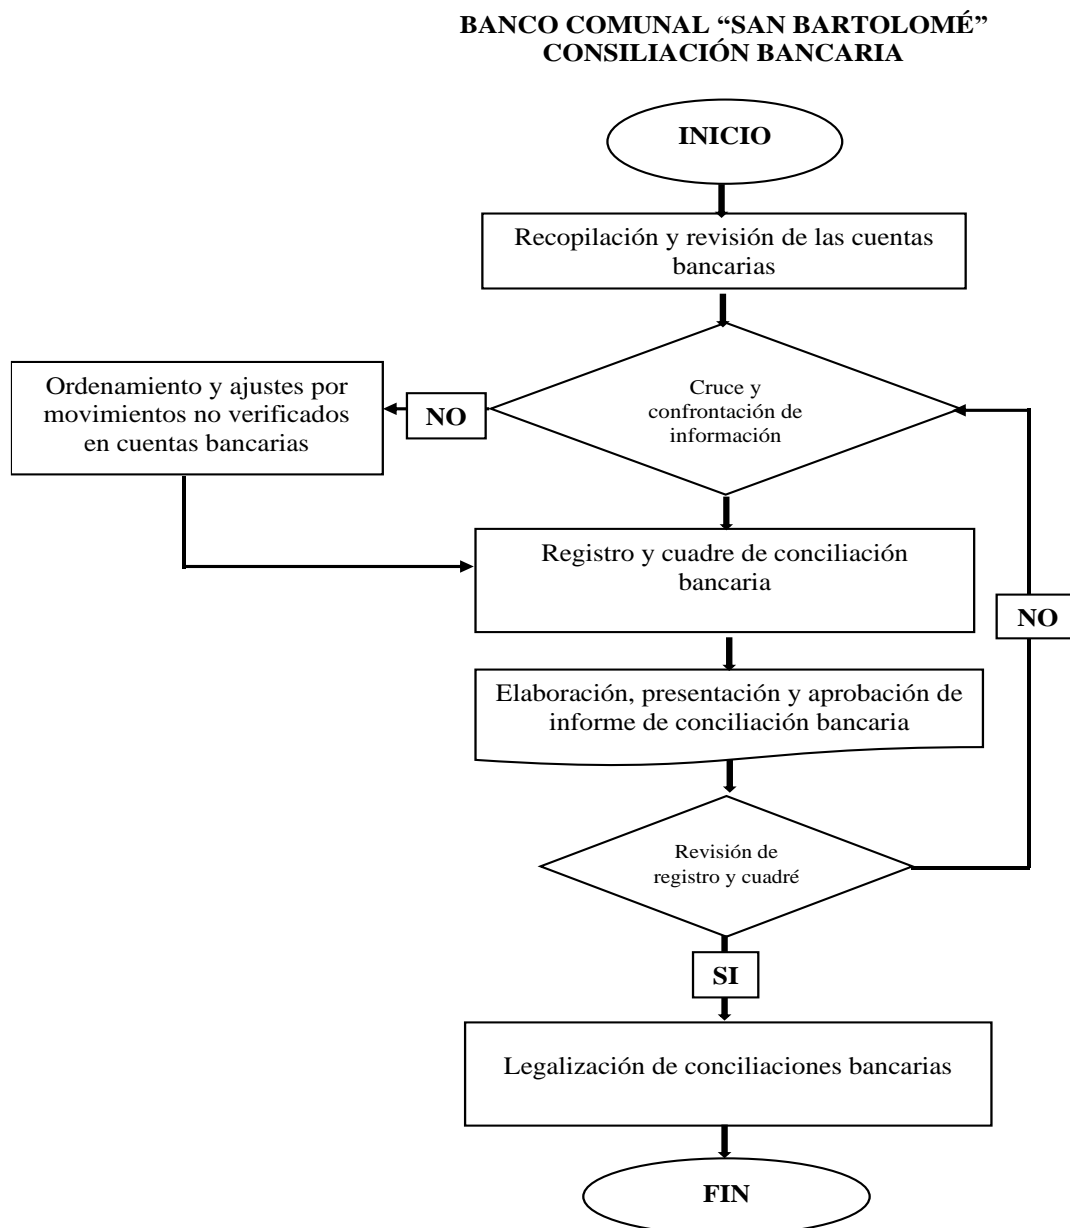 BANCO COMUNAL “SAN BARTOLOMÉ”
CONSILIACIÓN BANCARIA
INICIO
Recopilación y revisión de las cuentas
bancarias
Cruce y
confrontación de
información
NO
Ordenamiento y ajustes por
movimientos no verificados
en cuentas bancarias
Registro y cuadre de conciliación
bancaria
NO
Elaboración, presentación y aprobación de
informe de conciliación bancaria
Revisión de
registro y cuadré
SI
Legalización de conciliaciones bancarias
FIN